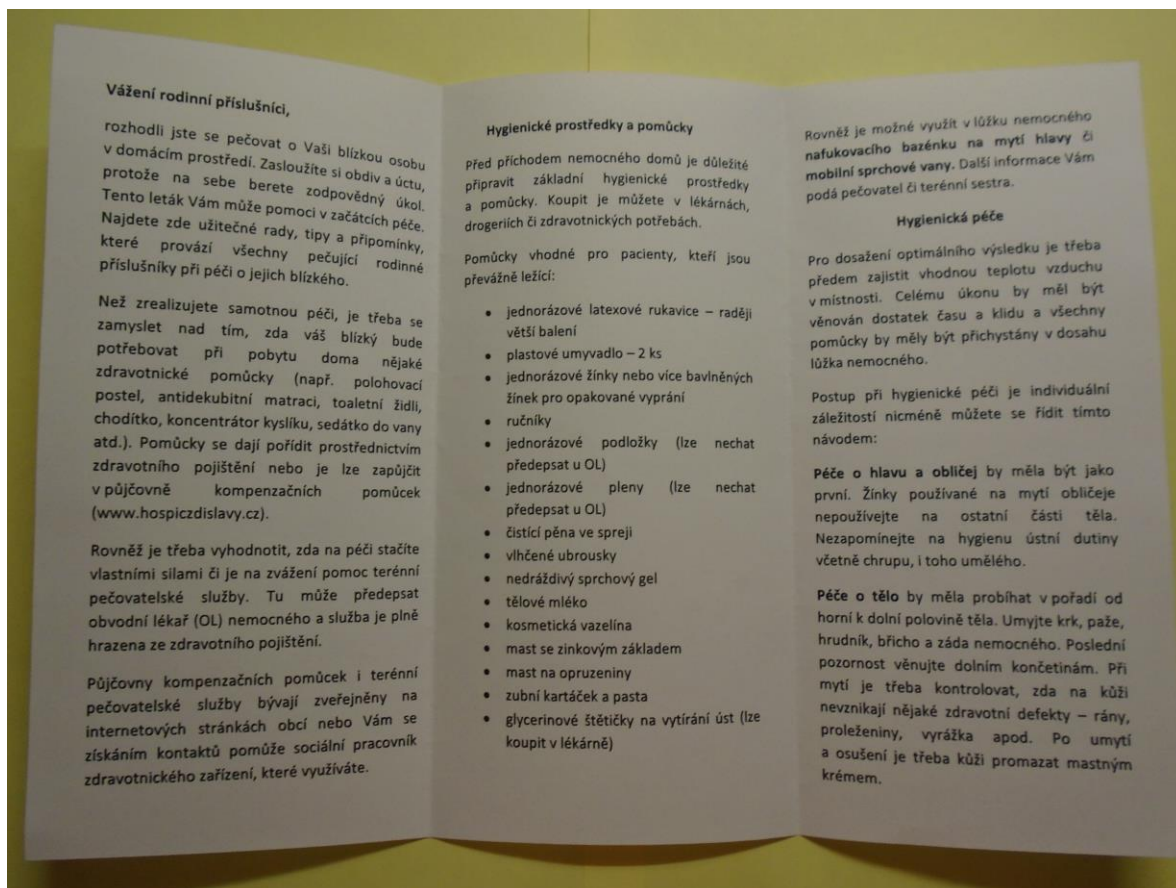 Vážení rodinní příslušníci,
rozhodli jste se pečovat o Vaši blízkou osobu
v domácím prostředí. Zasloužíte si obdiv a úctu,
protože na sebe berete zodpovědný úkol.
Tento leták Vám může pomoci v začátcích péče.
Najdete zde užitečné rady, tipy a připomínky,
které provází všechny pečující rodinné
příslušníky při péči o jejich blízkého.
Než zrealizujete samotnou péči, je třeba se
zamyslet nad tím, zda váš blízký bude
potřebovat při pobytu doma nějaké
zdravotnické pomůcky (např. polohovací
postel, antidekubitní matraci, toaletní židli,
chodítko, koncentrátor kyslíku, sedátko do vany
atd.). Pomůcky se dají pořídit prostřednictvím
zdravotního pojištění nebo je lze zapůjčit
v půjčovně kompenzačních pomůcek
(www.hospiczdislavy.cz).
Rovněž je třeba vyhodnotit, zda na péči stačíte
vlastními silami či je na zvážení pomoc terénní
pečovatelské služby. Tu může předepsat
obvodní lékař (OL) nemocného a služba je plně
hrazena ze zdravotního pojištění.
Půjčovny kompenzačních pomůcek i terénní
pečovatelské služby bývají zveřejněny na
internetových stránkách obcí nebo Vám se
získáním kontaktů pomůže sociální pracovník
zdravotnického zařízení, které využíváte.
Hygienické prostředky a pomůcky
Před příchodem nemocného domů je důležité
připravit základní hygienické prostředky
a pomůcky. Koupit je můžete v lékárnách,
drogeriích či zdravotnických potřebách.
Pomůcky vhodné pro pacienty, kteří jsou
převážně ležící:
• jednorázové latexové rukavice – raději
větší balení
• plastové umyvadlo – 2 ks
• jednorázové žínky nebo více bavlněných
žínek pro opakované vyprání
• ručníky
• jednorázové podložky (lze nechat
předepsat u OL)
• jednorázové pleny (lze nechat
předepsat u OL)
• čistící pěna ve spreji
• vlhčené ubrousky
• nedráždivý sprchový gel
• tělové mléko
• kosmetická vazelína
• mast se zinkovým základem
• mast na opruzeniny
• zubní kartáček a pasta
• glycerinové štětičky na vytírání úst (lze
koupit v lékárně)
Rovněž je možné využít v lůžku nemocného
nafukovacího bazénku na mytí hlavy či
mobilní sprchové vany. Další informace Vám
podá pečovatel či terénní sestra.
Hygienická péče
Pro dosažení optimálního výsledku je třeba
předem zajistit vhodnou teplotu vzduchu
v místnosti. Celému úkonu by měl být
věnován dostatek času a klidu a všechny
pomůcky by měly být přichystány v dosahu
lůžka nemocného.
Postup při hygienické péči je individuální
záležitostí nicméně můžete se řídit tímto
návodem:
Péče o hlavu a obličej by měla být jako
první. Žínky používané na mytí obličeje
nepoužívejte na ostatní části těla.
Nezapomínejte na hygienu ústní dutiny
včetně chrupu, i toho umělého.
Péče o tělo by měla probíhat v pořadí od
horní k dolní polovině těla. Umyjte krk, paže,
hrudník, břicho a záda nemocného. Poslední
pozornost věnujte dolním končetinám. Při
mytí je třeba kontrolovat, zda na kůži
nevznikají nějaké zdravotní defekty – rány,
proleženiny, vyrážka apod. Po umytí
a osušení je třeba kůži promazat mastným
krémem.